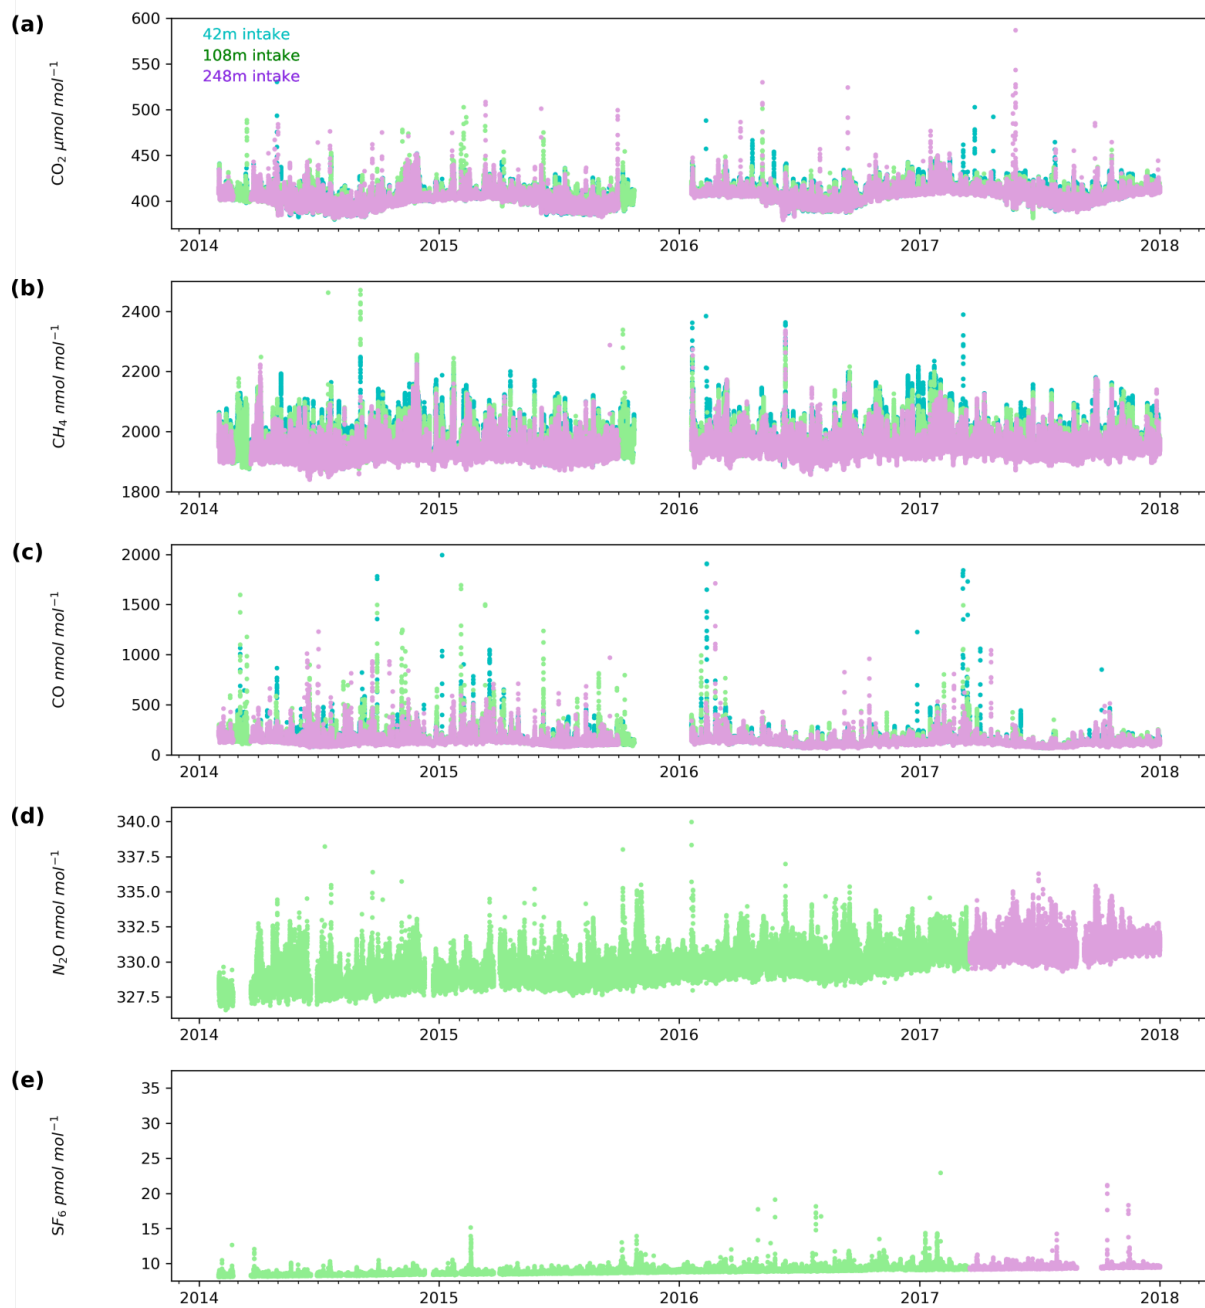 (a)
CO₂ μmol mol⁻¹
42m intake
108m intake
248m intake
600
550
500
450
400
2014 2015 2016 2017 2018
(b)
CH₄ nmol mol⁻¹
2400
2200
2000
1800
2014 2015 2016 2017 2018
(c)
CO nmol mol⁻¹
2000
1500
1000
500
0
2014 2015 2016 2017 2018
(d)
N₂O nmol mol⁻¹
340.0
337.5
335.0
332.5
330.0
327.5
2014 2015 2016 2017 2018
(e)
SF₆ pmol mol⁻¹
35
30
25
20
15
10
2014 2015 2016 2017 2018